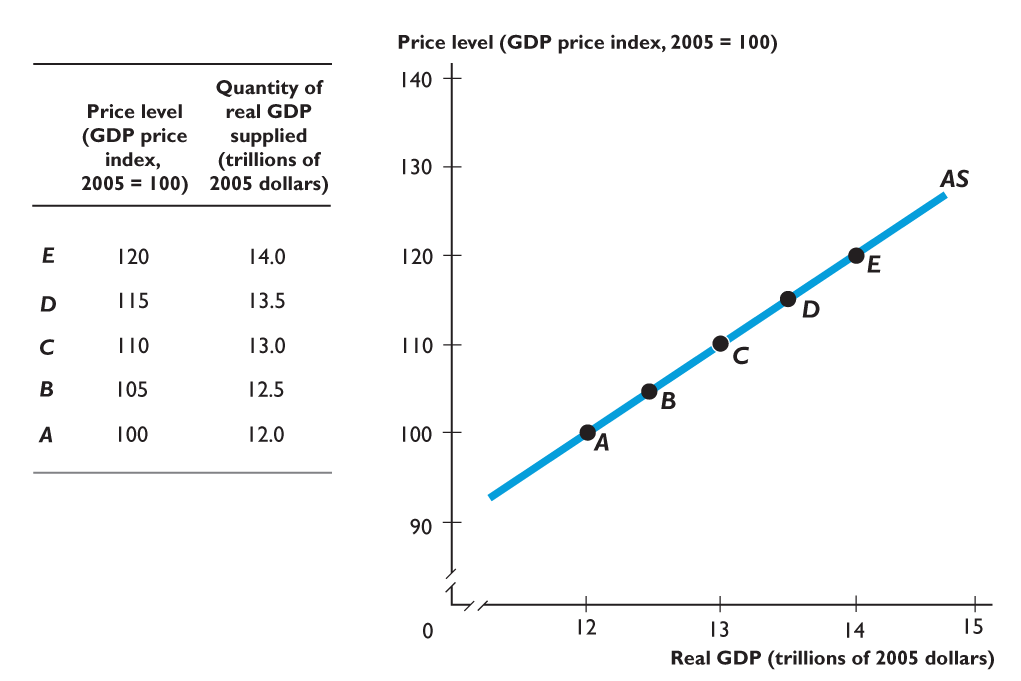 Price level (GDP price index, 2005 = 100)
Quantity of
Price level real GDP
(GDP price supplied
index, (trillions of
2005 = 100) 2005 dollars)
E 120 14.0
D 115 13.5
C 110 13.0
B 105 12.5
A 100 12.0
140
130
120
110
100
90
0
AS
E
D
C
B
A
12 13 14 15
Real GDP (trillions of 2005 dollars)